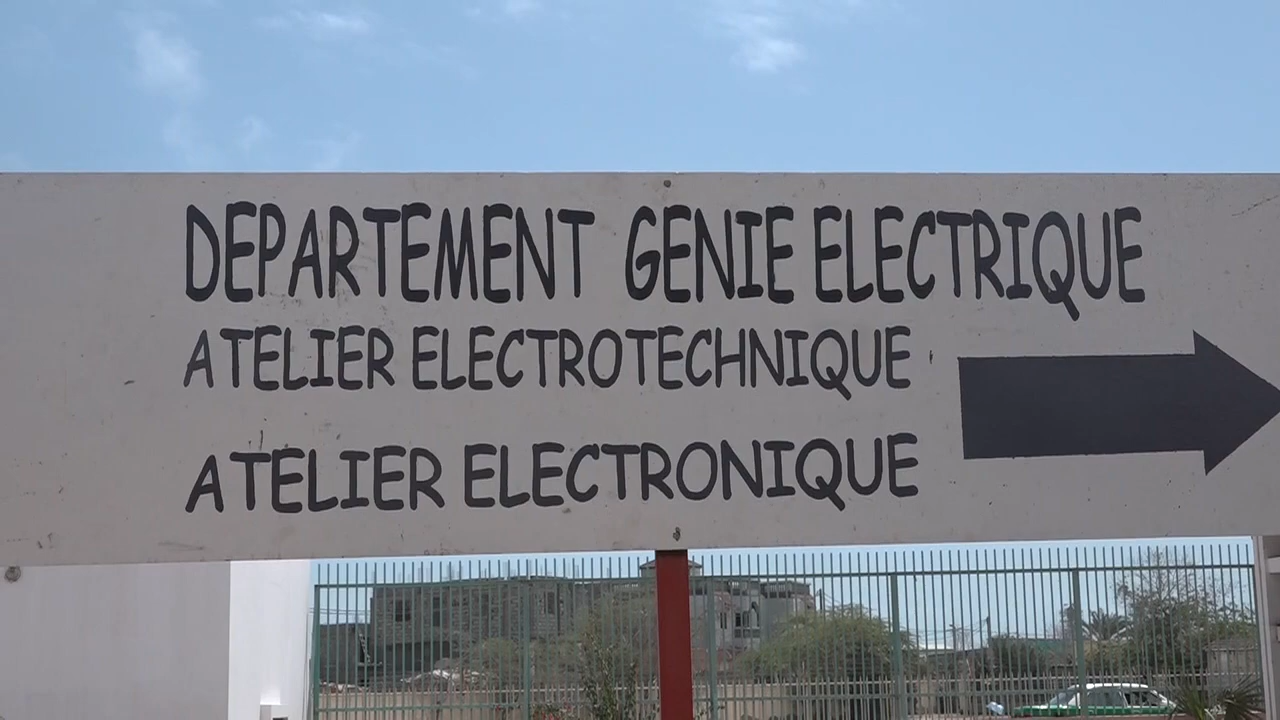 DEPARTEMENT GENIE ELECTRIQUE
ATELIER ELECTROTECHNIQUE
ATELIER ELECTRONIQUE